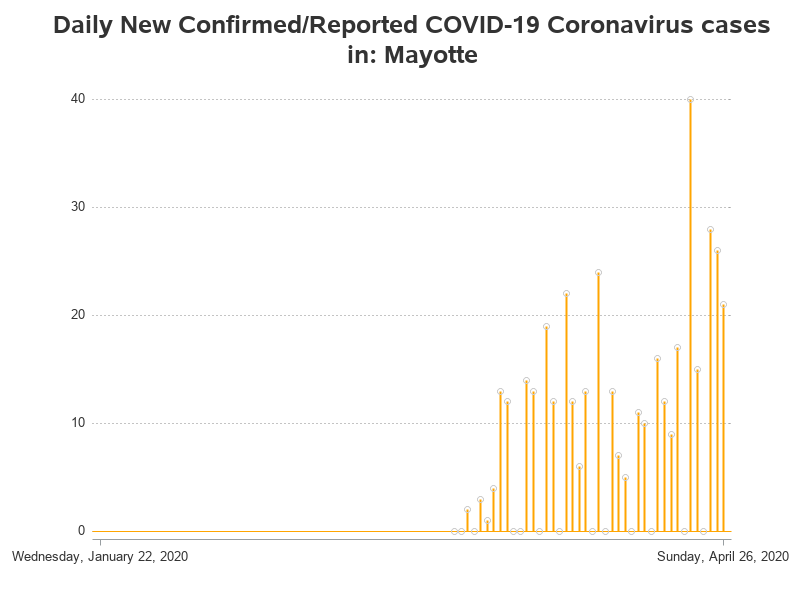 Daily New Confirmed/Reported COVID-19 Coronavirus cases
in: Mayotte
40
30
20
10
0
Wednesday, January 22, 2020
Sunday, April 26, 2020